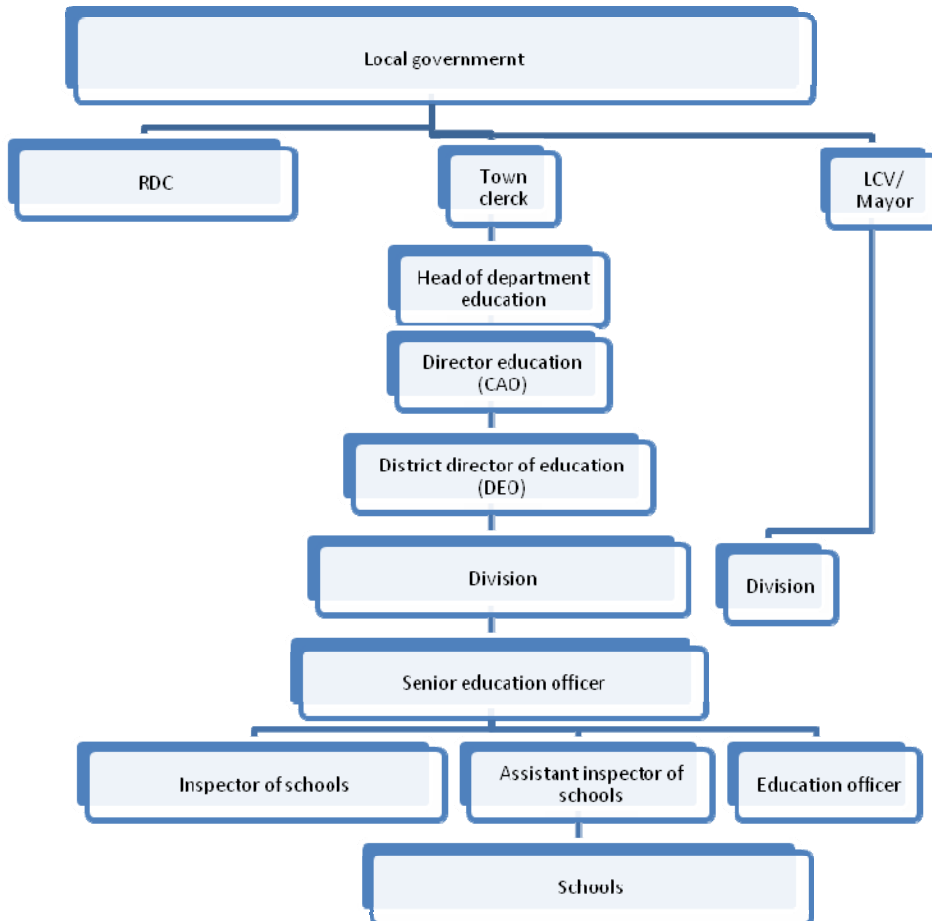 Local governmernt
RDC
Town
clerck
LCV/
Mayor
Head of department
education
Director education
(CAO)
District director of education
(DEO)
Division
Division
Senior education officer
Inspector of schools
Assistant inspector of
schools
Education officer
Schools